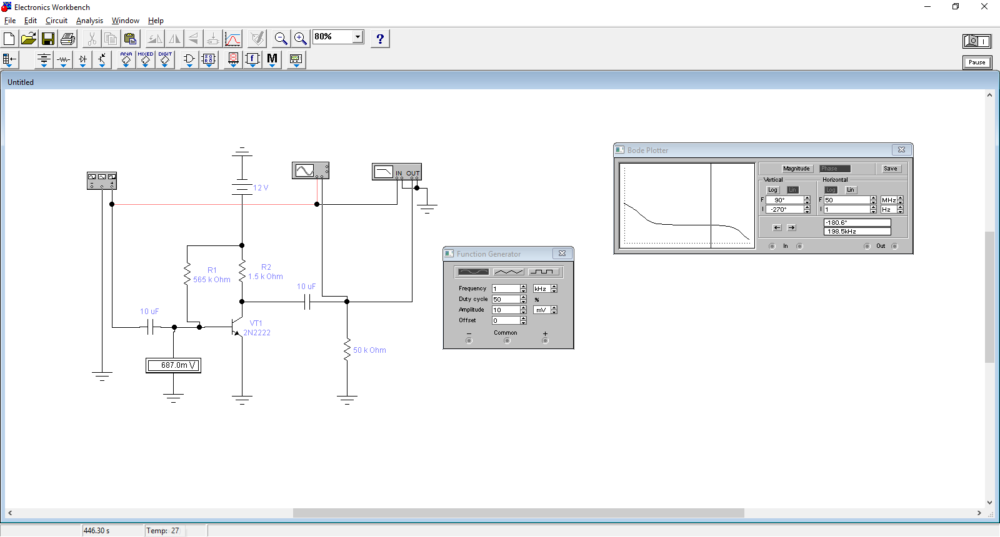 Electronics Workbench
File Edit Circuit Analysis Window Help
80%
?
ANA MIXED DIGIT
f M
Pause
Untitled
12 V
IN OUT
R1
565 k Ohm
R2
1.5 k Ohm
10 uF
10 uF
VT1
2N2222
687.0m V
50 k Ohm
Function Generator
Frequency 1 kHz
Duty cycle 50 %
Amplitude 10 mV
Offset 0
− Common +
Bode Plotter
Magnitude Phase Save
Vertical Horizontal
Log Lin Log Lin
F 90° F 50 MHz
I -270° I 1 Hz
-180.6°
198.5kHz
In Out
446.30 s Temp: 27